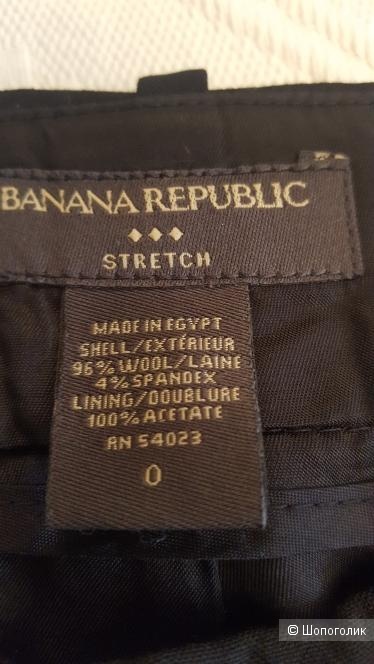 BANANA REPUBLIC
STRETCH
MADE IN EGYPT
SHELL/EXTÉRIEUR
96% WOOL/LAINE
4% SPANDEX
LINING/DOUBLURE
100% ACETATE
RN 54023
0
© Шопоголик